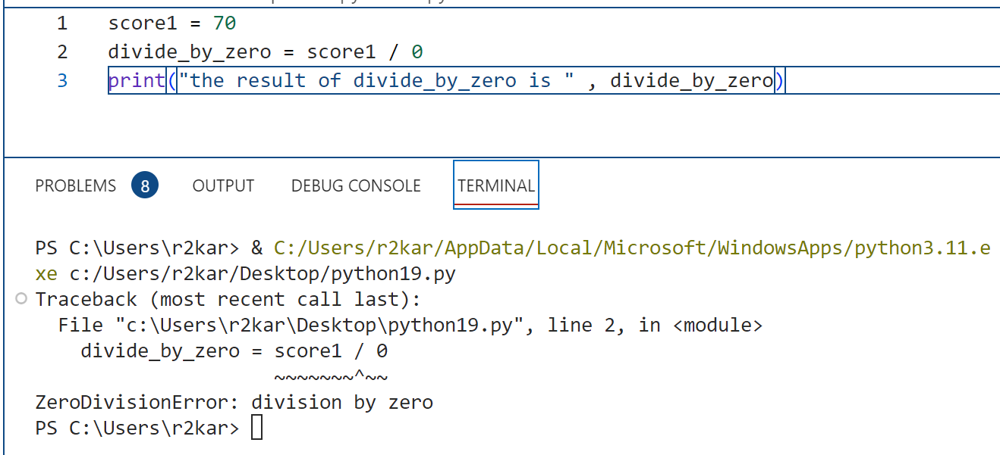 1 score1 = 70
2 divide_by_zero = score1 / 0
3 print("the result of divide_by_zero is " , divide_by_zero)
PROBLEMS 8 OUTPUT DEBUG CONSOLE TERMINAL
PS C:\Users\r2kar> & C:/Users/r2kar/AppData/Local/Microsoft/WindowsApps/python3.11.e
xe c:/Users/r2kar/Desktop/python19.py
Traceback (most recent call last):
  File "c:\Users\r2kar\Desktop\python19.py", line 2, in <module>
    divide_by_zero = score1 / 0
                     ~~~~~~~^~~
ZeroDivisionError: division by zero
PS C:\Users\r2kar>